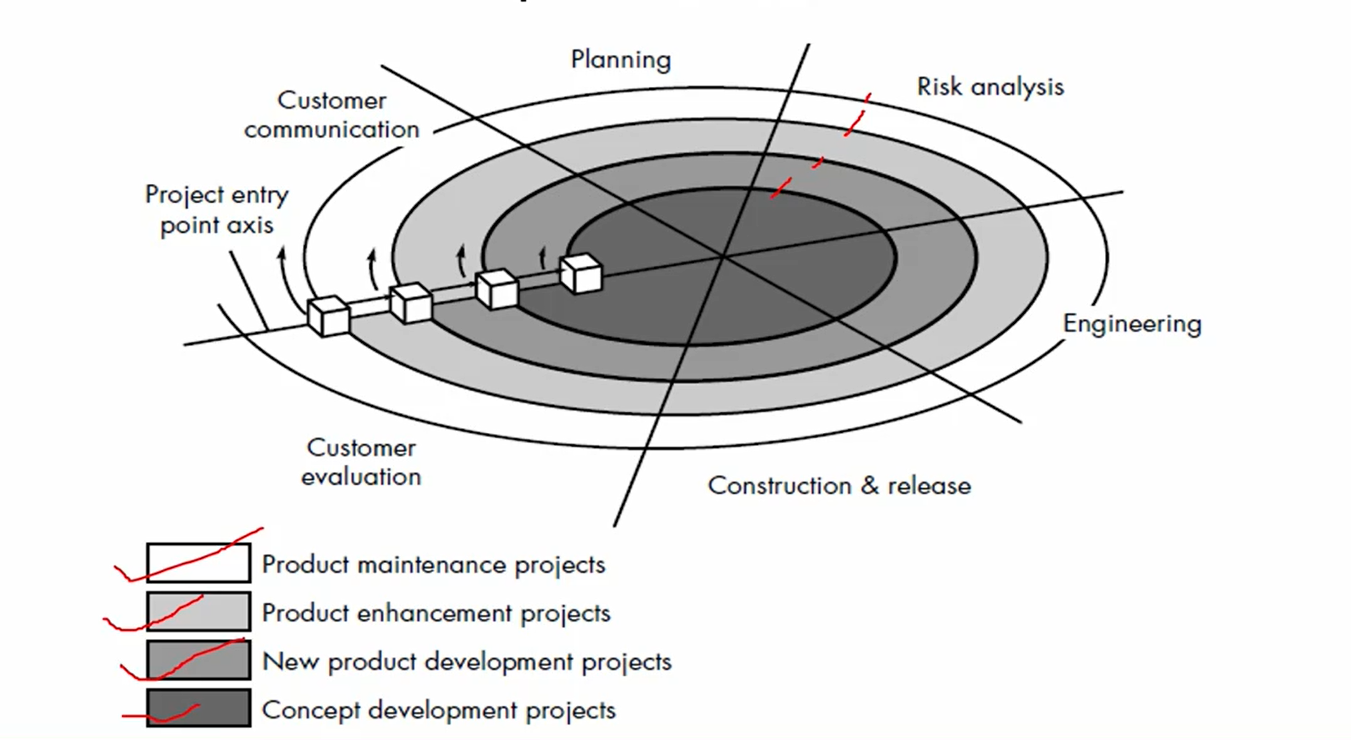 Planning
Risk analysis
Customer
communication
Project entry
point axis
Engineering
Customer
evaluation
Construction & release
Product maintenance projects
Product enhancement projects
New product development projects
Concept development projects